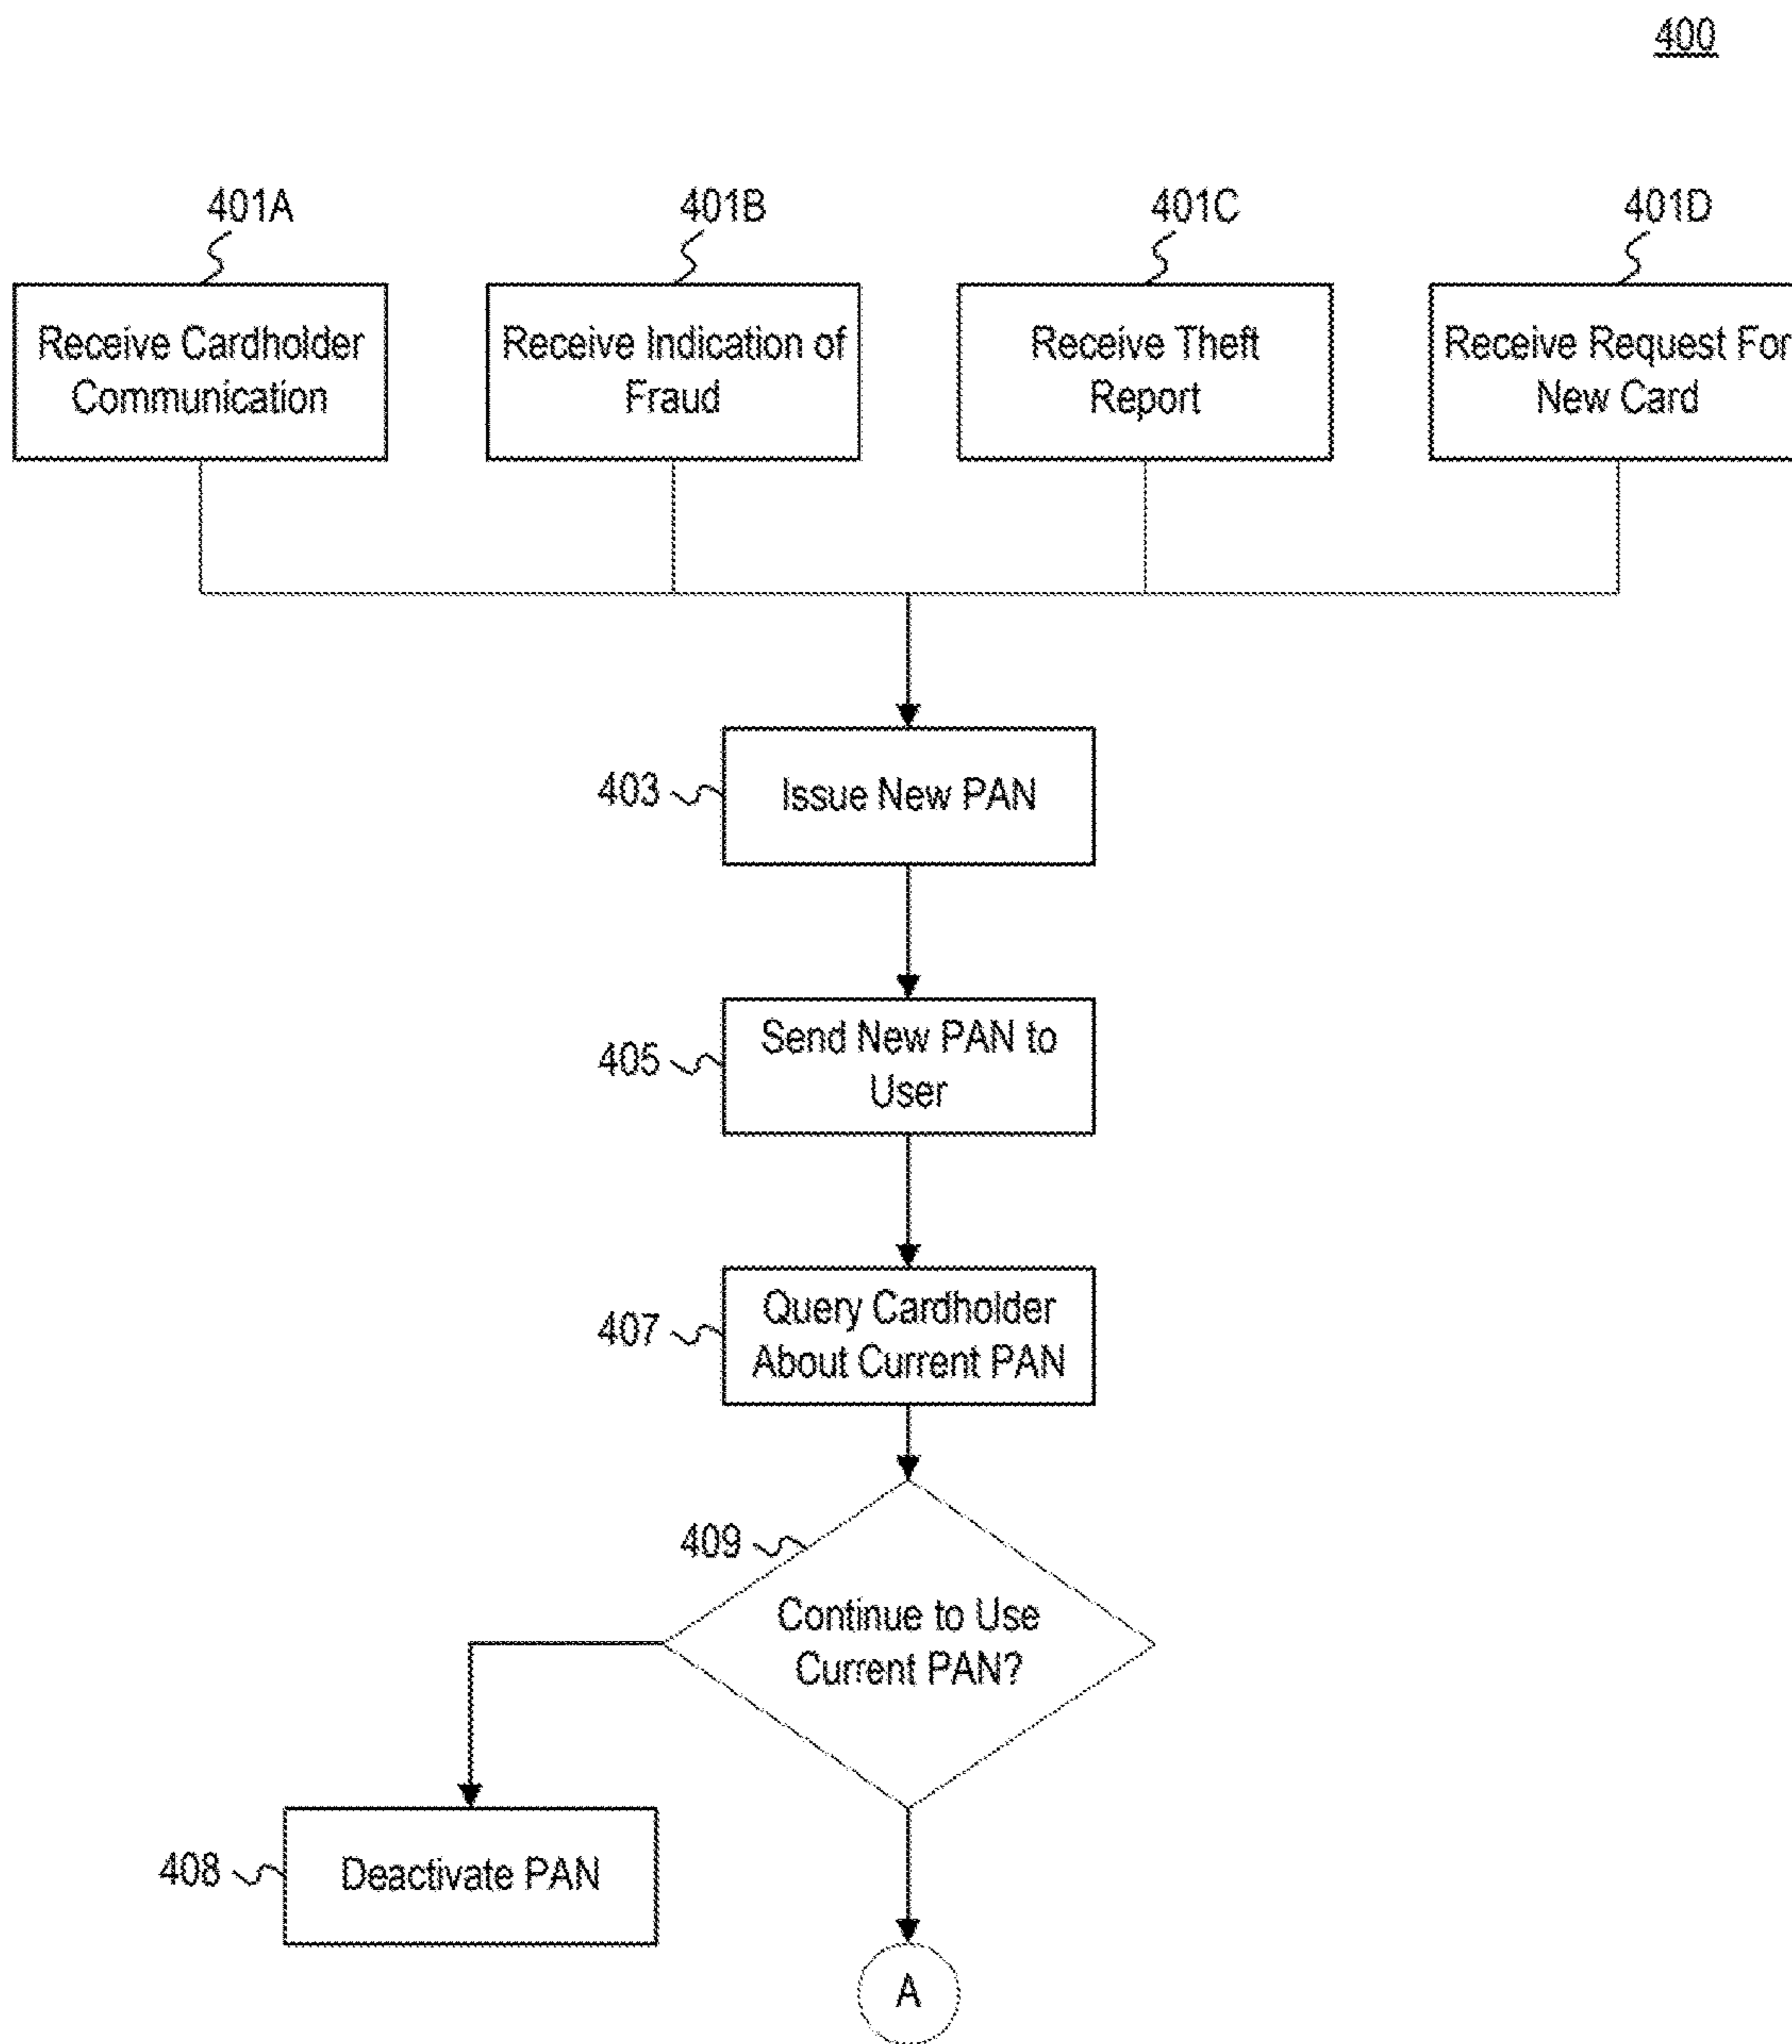 400
401A
401B
401C
401D
Receive Cardholder
Communication
Receive Indication of
Fraud
Receive Theft
Report
Receive Request For
New Card
403
Issue New PAN
405
Send New PAN to
User
407
Query Cardholder
About Current PAN
409
Continue to Use
Current PAN?
408
Deactivate PAN
A